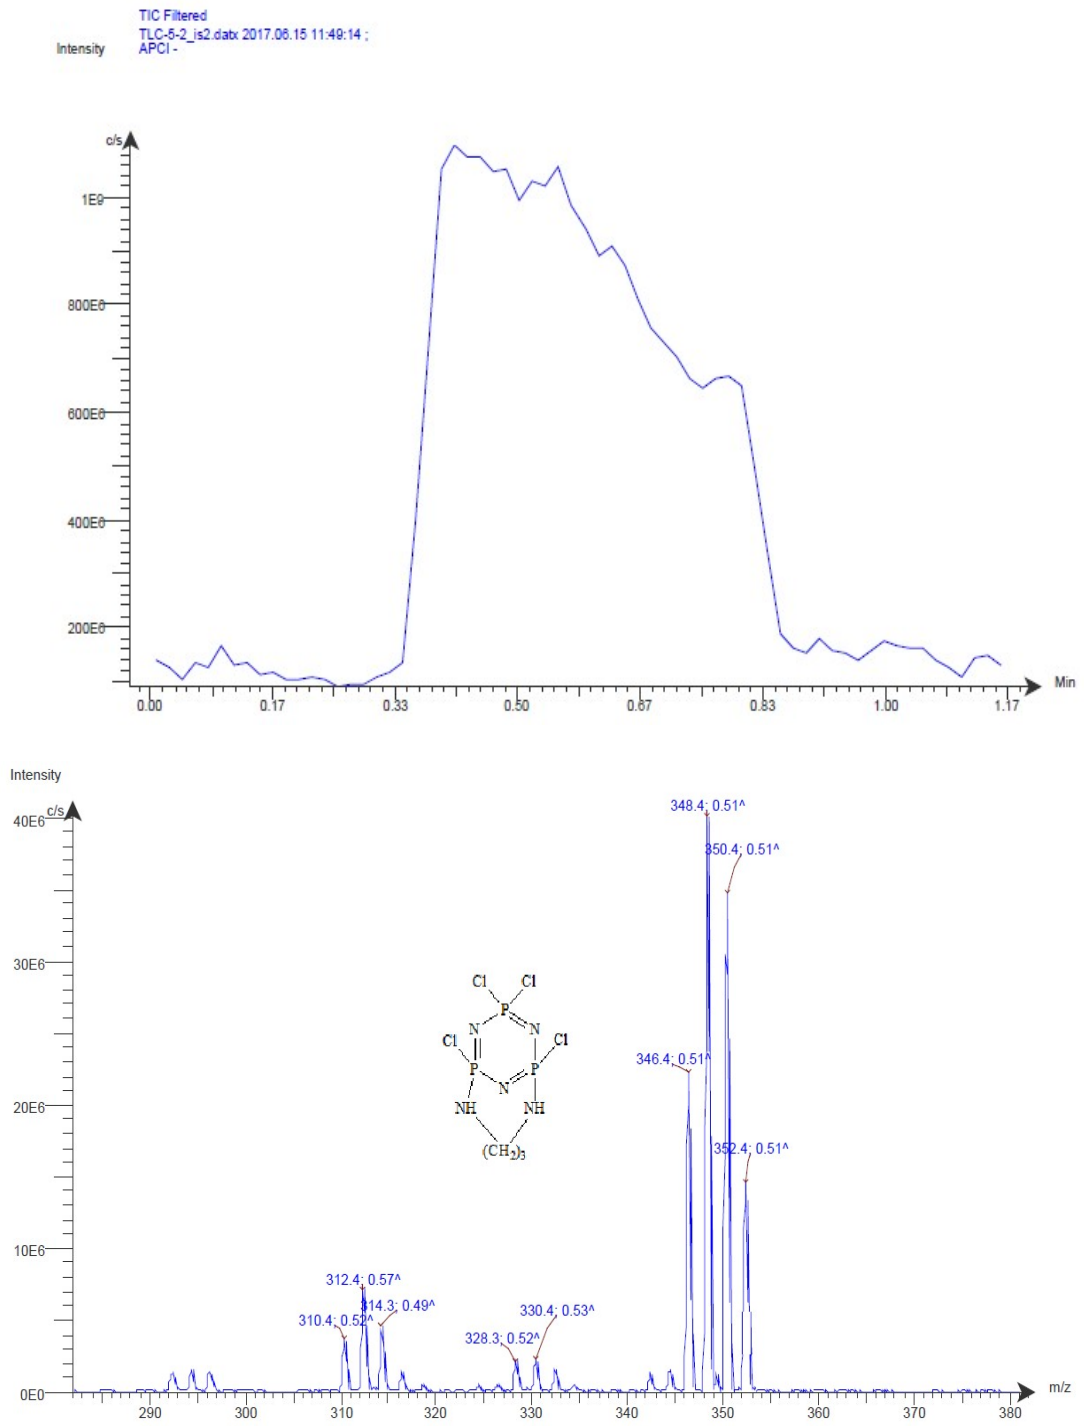 TIC Filtered
TLC-5-2_is2.datx 2017.06.15 11:49:14 ;
Intensity APCI -
c/s
1E9
800E6
600E6
400E6
200E6
0.00 0.17 0.33 0.50 0.67 0.83 1.00 1.17 Min
Intensity
c/s
348.4; 0.51^
40E6
350.4; 0.51^
30E6
Cl Cl
P
N N
Cl Cl
346.4; 0.51^
P P
N
20E6
NH NH
(CH2)3
352.4; 0.51^
10E6
312.4; 0.57^
314.3; 0.49^
310.4; 0.52^
330.4; 0.53^
328.3; 0.52^
0E0
290 300 310 320 330 340 350 360 370 380 m/z